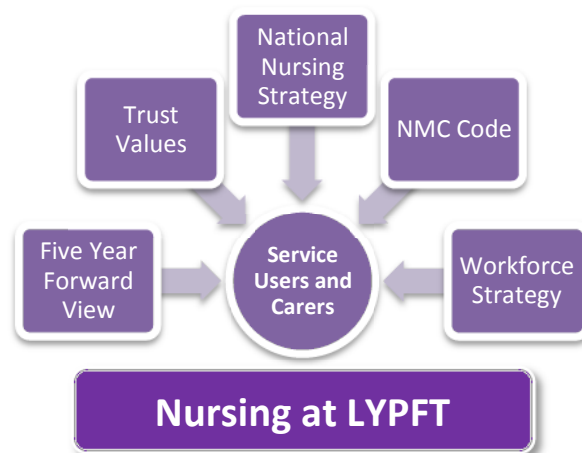 National
Nursing
Strategy
Trust
Values
NMC Code
Five Year
Forward
View
Service
Users and
Carers
Workforce
Strategy
Nursing at LYPFT